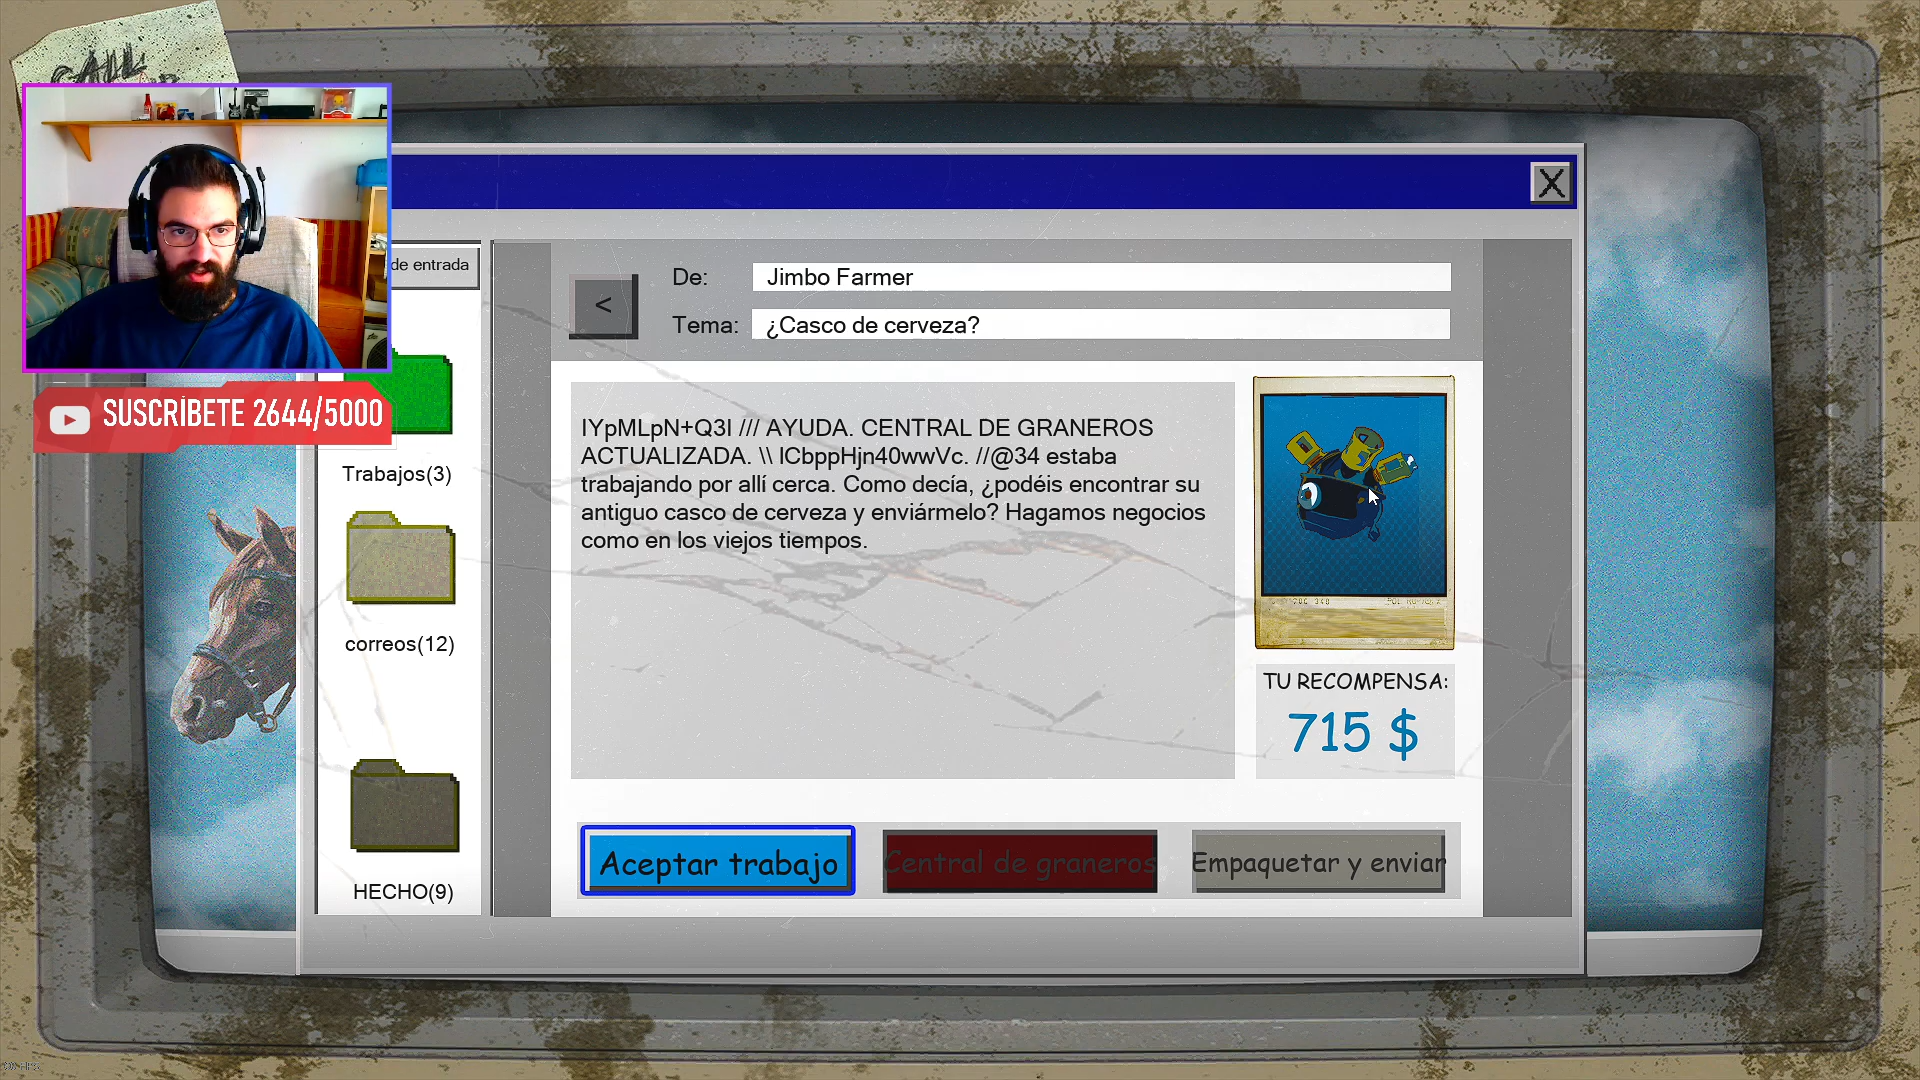 CALL
X
de entrada
De:
Jimbo Farmer
<
Tema:
¿Casco de cerveza?
SUSCRÍBETE 2644/5000
IYpMLpN+Q3I /// AYUDA. CENTRAL DE GRANEROS
ACTUALIZADA. \\ ICbppHjn40wwVc. //@34 estaba
trabajando por allí cerca. Como decía, ¿podéis encontrar su
antiguo casco de cerveza y enviármelo? Hagamos negocios
como en los viejos tiempos.
Trabajos(3)
correos(12)
HECHO(9)
TU RECOMPENSA:
715 $
Aceptar trabajo
Central de graneros
Empaquetar y enviar